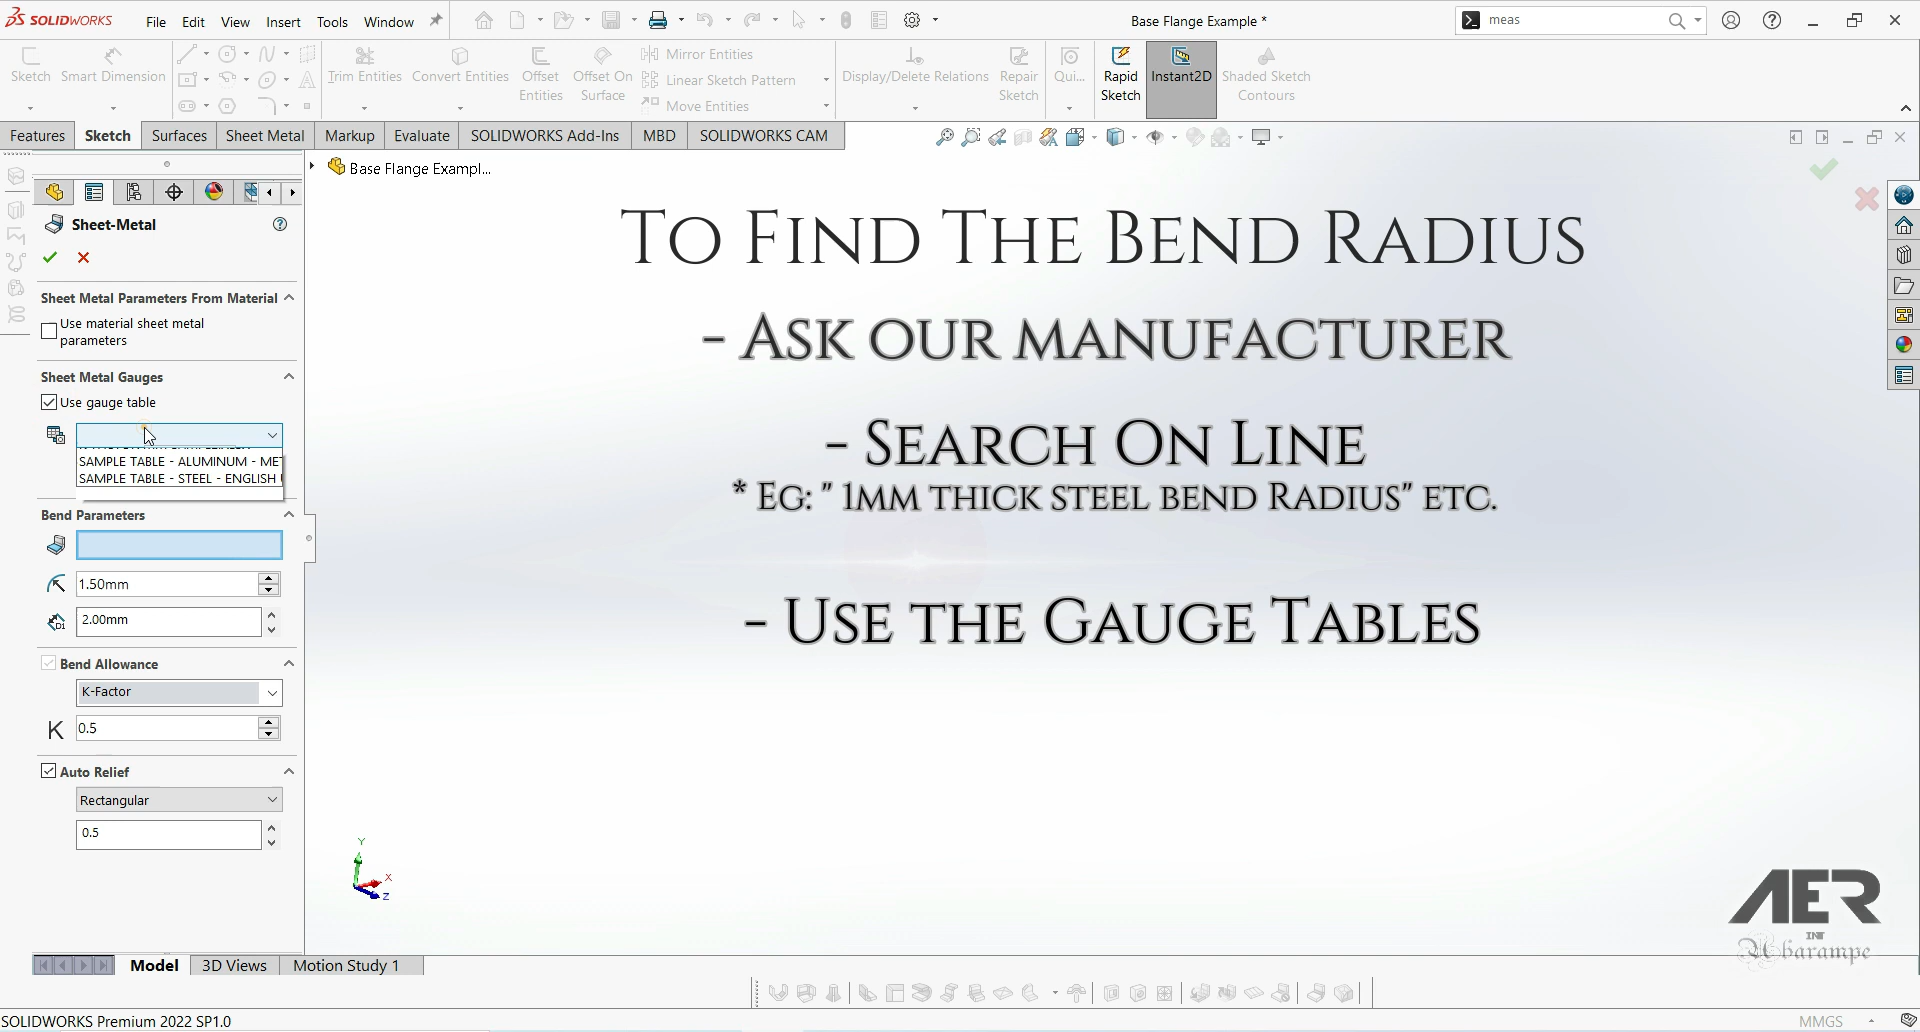 SOLIDWORKS File Edit View Insert Tools Window
Base Flange Example *
meas
Sketch Smart Dimension
Trim Entities Convert Entities
Offset Entities
Offset On Surface
Mirror Entities
Linear Sketch Pattern
Move Entities
Display/Delete Relations
Repair Sketch
Qui...
Rapid Sketch
Instant2D
Shaded Sketch Contours
Features Sketch Surfaces Sheet Metal Markup Evaluate SOLIDWORKS Add-Ins MBD SOLIDWORKS CAM
Base Flange Exampl...
Sheet-Metal
Sheet Metal Parameters From Material
Use material sheet metal
parameters
Sheet Metal Gauges
Use gauge table
SAMPLE TABLE - ALUMINUM - MET
SAMPLE TABLE - STEEL - ENGLISH
Bend Parameters
1.50mm
2.00mm
Bend Allowance
K-Factor
K 0.5
Auto Relief
Rectangular
0.5
To Find The Bend Radius
- Ask our manufacturer
- Search On Line
* Eg: " 1mm thick steel bend Radius" etc.
- Use the Gauge Tables
Y
X
Z
AER
INT
Abarampe
Model 3D Views Motion Study 1
SOLIDWORKS Premium 2022 SP1.0
MMGS